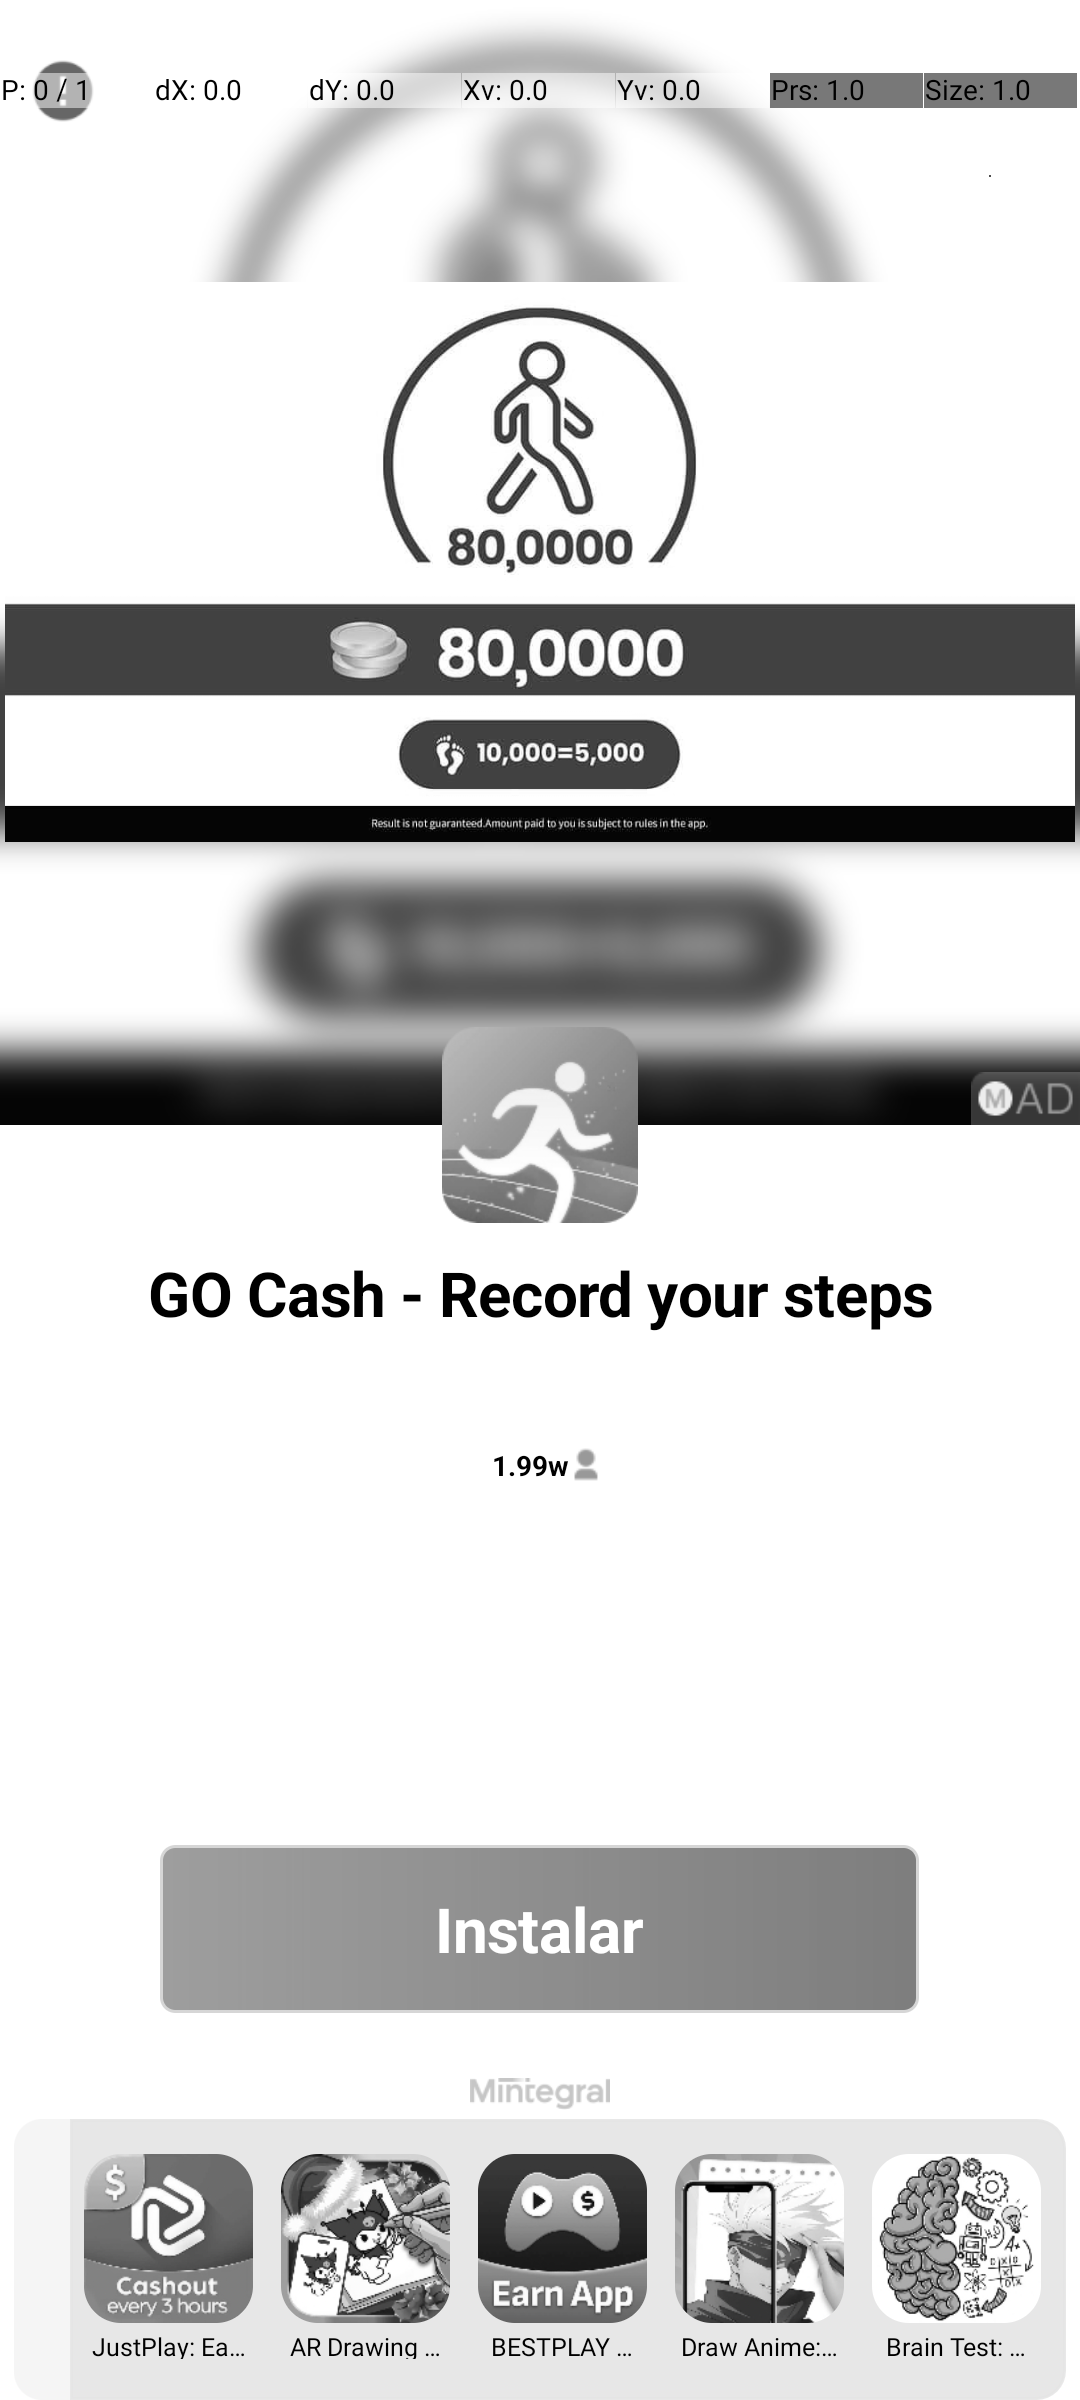 P: 0 / 1 dX: 0.0 dY: 0.0 Xv: 0.0 Yv: 0.0 Prs: 1.0 Size: 1.0
80,0000
80,0000
10,000=5,000
Result is not guaranteed.Amount paid to you is subject to rules in the app.
M AD
GO Cash - Record your steps
1.99w
Instalar
Mintegral
$
Cashout
every 3 hours
$
Earn App
A+
JustPlay: Ea...
AR Drawing ...
BESTPLAY ...
Draw Anime:...
Brain Test: ...